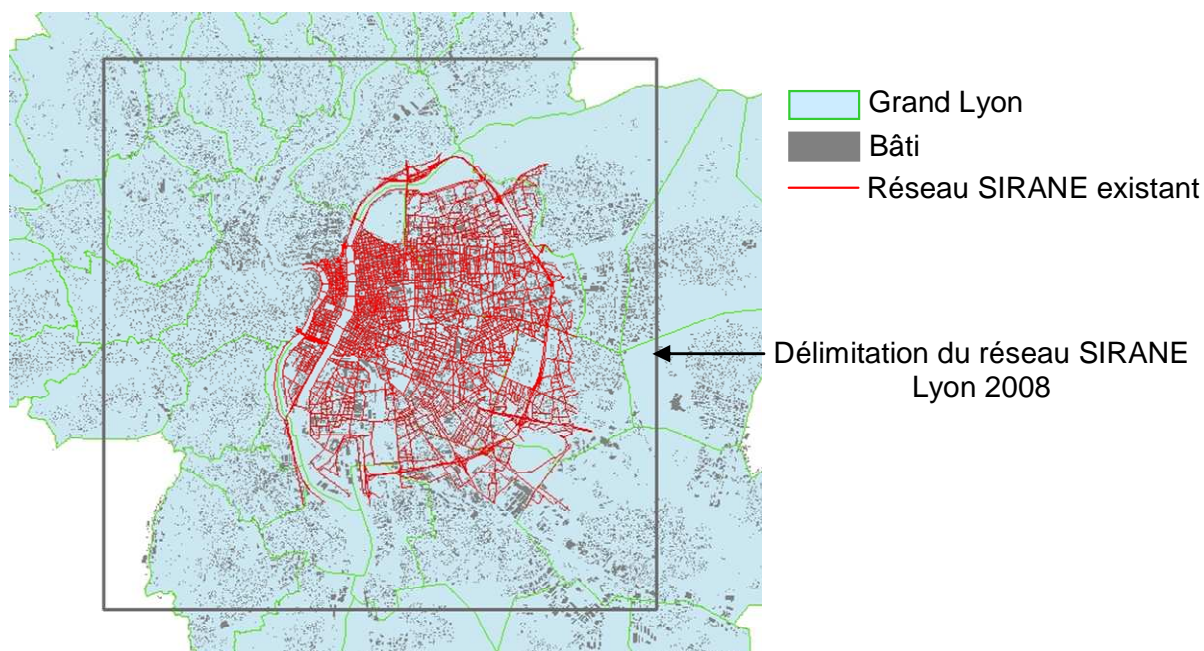 Grand Lyon
Bâti
Réseau SIRANE existant
Délimitation du réseau SIRANE
Lyon 2008